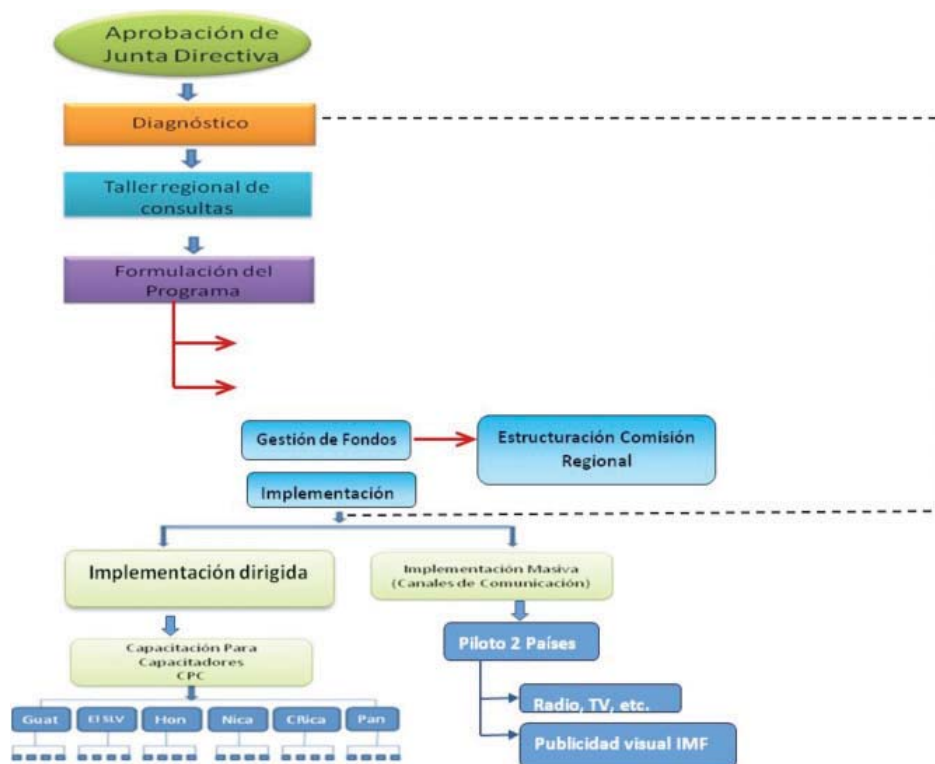 Aprobación de
Junta Directiva
Diagnóstico
Taller regional de
consultas
Formulación del
Programa
Gestión de Fondos
Estructuración Comisión
Regional
Implementación
Implementación dirigida
Implementación Masiva
(Canales de Comunicación)
Capacitación Para
Capacitadores
CPC
Piloto 2 Países
Radio, TV, etc.
Publicidad visual IMF
Guat
El SLV
Hon
Nica
CRica
Pan